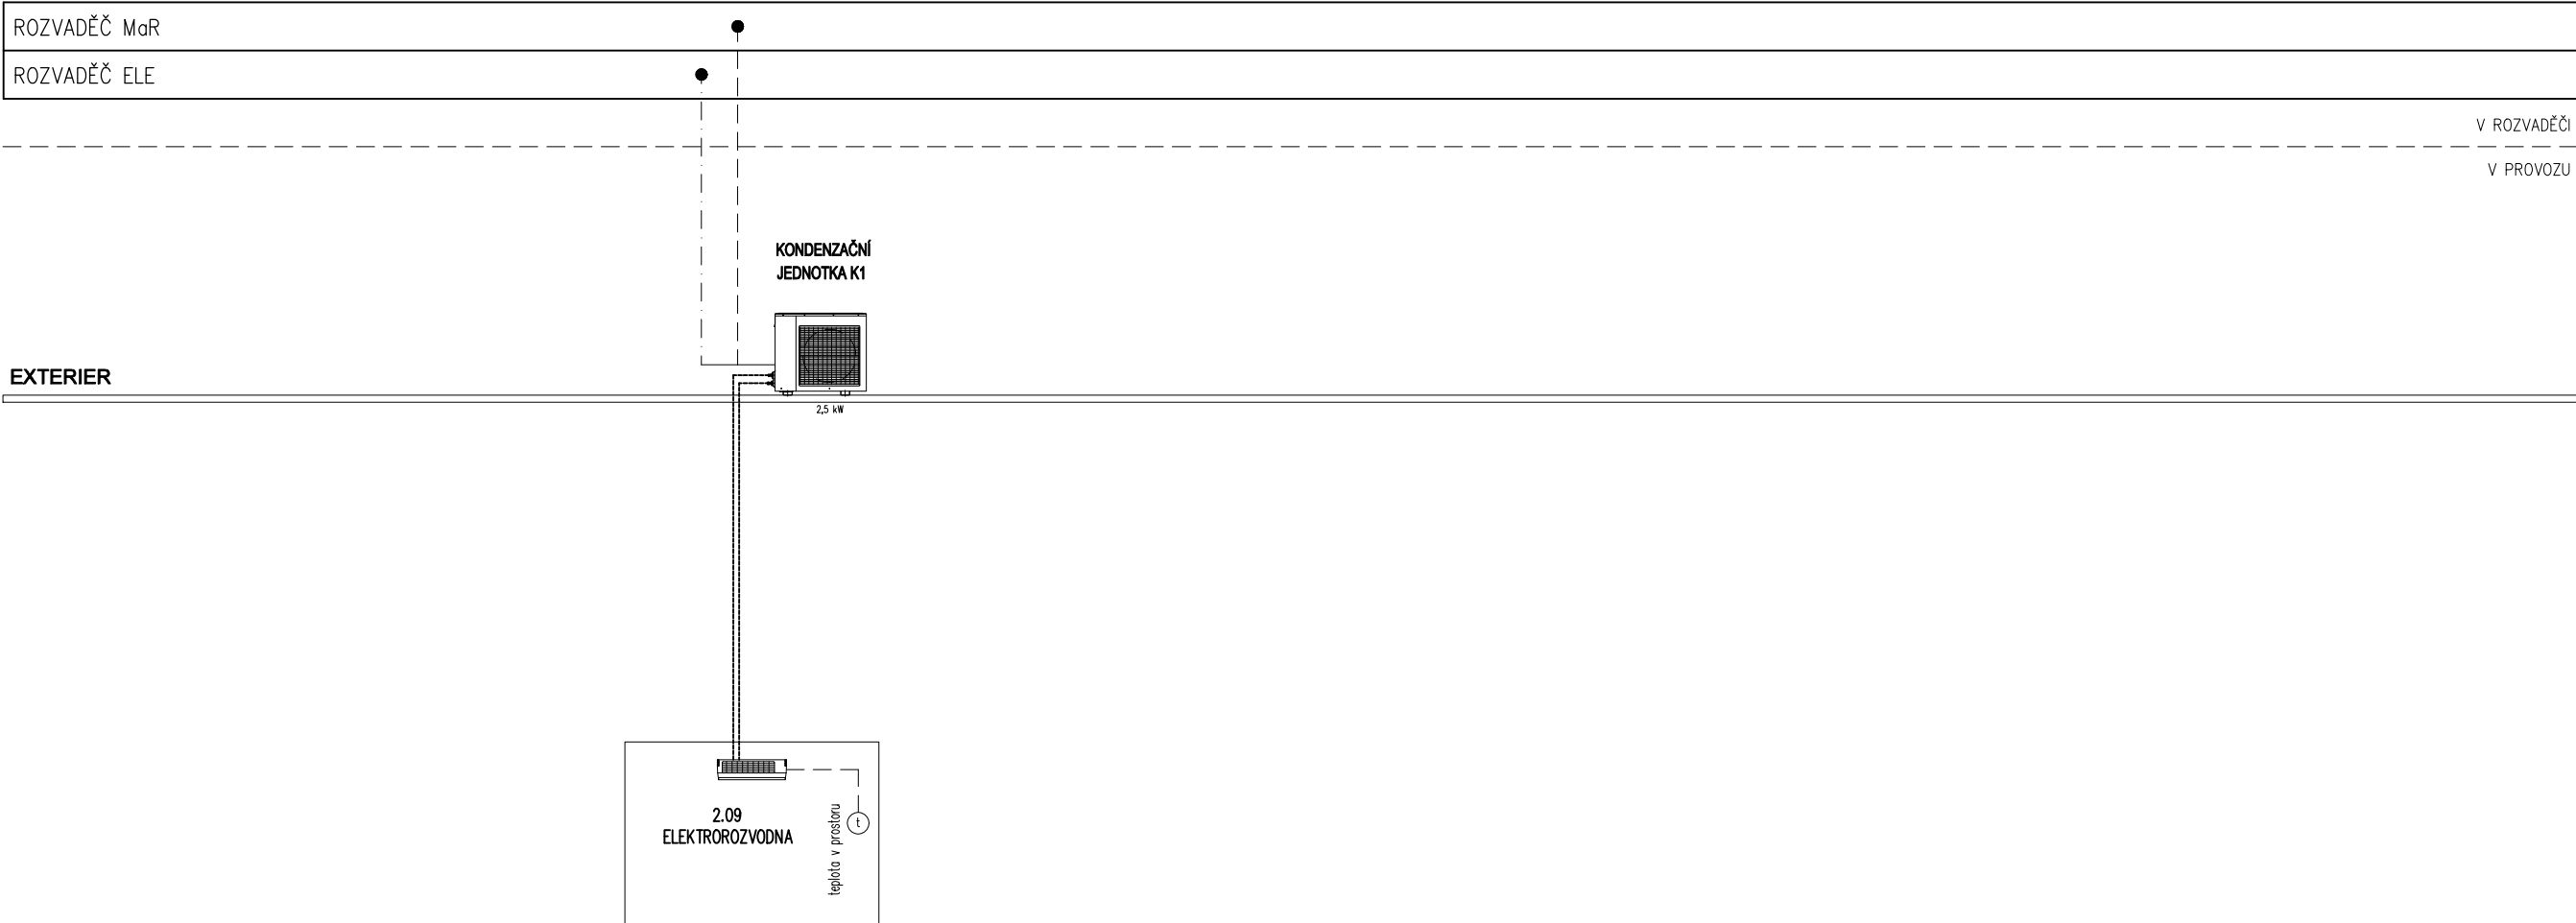 ROZVADĚČ MaR
ROZVADĚČ ELE
V ROZVADĚČI
V PROVOZU
KONDENZAČNÍ
JEDNOTKA K1
EXTERIER
2,5 kW
2.09
ELEKTROROZVODNA
teplota v prostoru
t